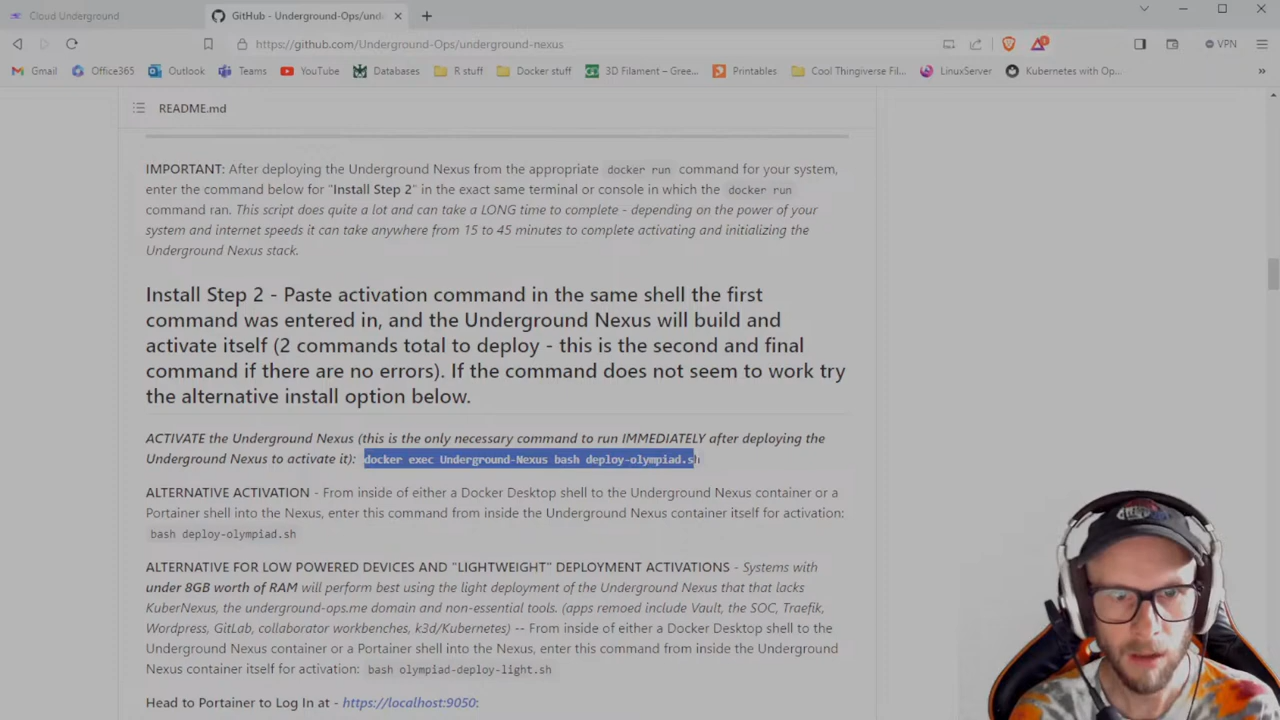 Cloud Underground
GitHub - Underground-Ops/und
https://github.com/Underground-Ops/underground-nexus
VPN
Gmail
Office365
Outlook
Teams
YouTube
Databases
R stuff
Docker stuff
3D Filament – Gree...
Printables
Cool Thingiverse Fil...
LinuxServer
Kubernetes with Op...
README.md
IMPORTANT: After deploying the Underground Nexus from the appropriate docker run command for your system,
enter the command below for "Install Step 2" in the exact same terminal or console in which the docker run
command ran. This script does quite a lot and can take a LONG time to complete - depending on the power of your
system and internet speeds it can take anywhere from 15 to 45 minutes to complete activating and initializing the
Underground Nexus stack.
Install Step 2 - Paste activation command in the same shell the first
command was entered in, and the Underground Nexus will build and
activate itself (2 commands total to deploy - this is the second and final
command if there are no errors). If the command does not seem to work try
the alternative install option below.
ACTIVATE the Underground Nexus (this is the only necessary command to run IMMEDIATELY after deploying the
Underground Nexus to activate it): docker exec Underground-Nexus bash deploy-olympiad.sh
ALTERNATIVE ACTIVATION - From inside of either a Docker Desktop shell to the Underground Nexus container or a
Portainer shell into the Nexus, enter this command from inside the Underground Nexus container itself for activation:
bash deploy-olympiad.sh
ALTERNATIVE FOR LOW POWERED DEVICES AND "LIGHTWEIGHT" DEPLOYMENT ACTIVATIONS - Systems with
under 8GB worth of RAM will perform best using the light deployment of the Underground Nexus that that lacks
KuberNexus, the underground-ops.me domain and non-essential tools. (apps remoed include Vault, the SOC, Traefik,
Wordpress, GitLab, collaborator workbenches, k3d/Kubernetes) -- From inside of either a Docker Desktop shell to the
Underground Nexus container or a Portainer shell into the Nexus, enter this command from inside the Underground
Nexus container itself for activation: bash olympiad-deploy-light.sh
Head to Portainer to Log In at - https://localhost:9050: